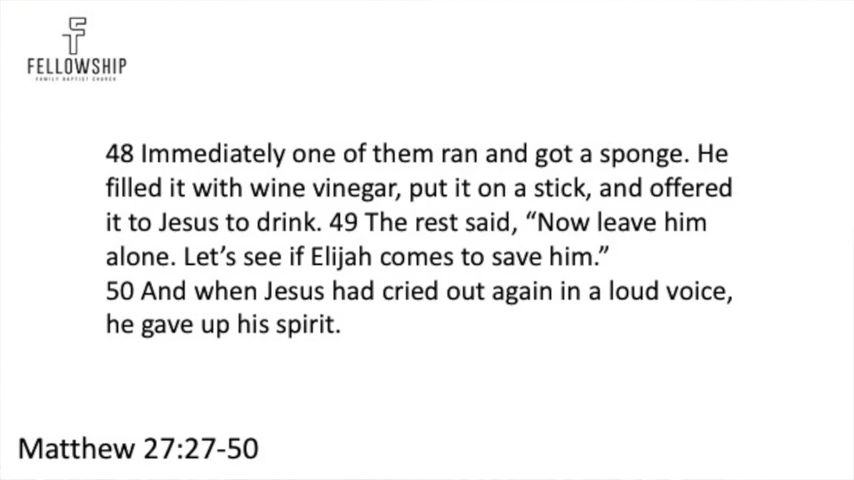 FELLOWSHIP
FAMILY BAPTIST CHURCH
48 Immediately one of them ran and got a sponge. He
filled it with wine vinegar, put it on a stick, and offered
it to Jesus to drink. 49 The rest said, “Now leave him
alone. Let’s see if Elijah comes to save him.”
50 And when Jesus had cried out again in a loud voice,
he gave up his spirit.
Matthew 27:27-50